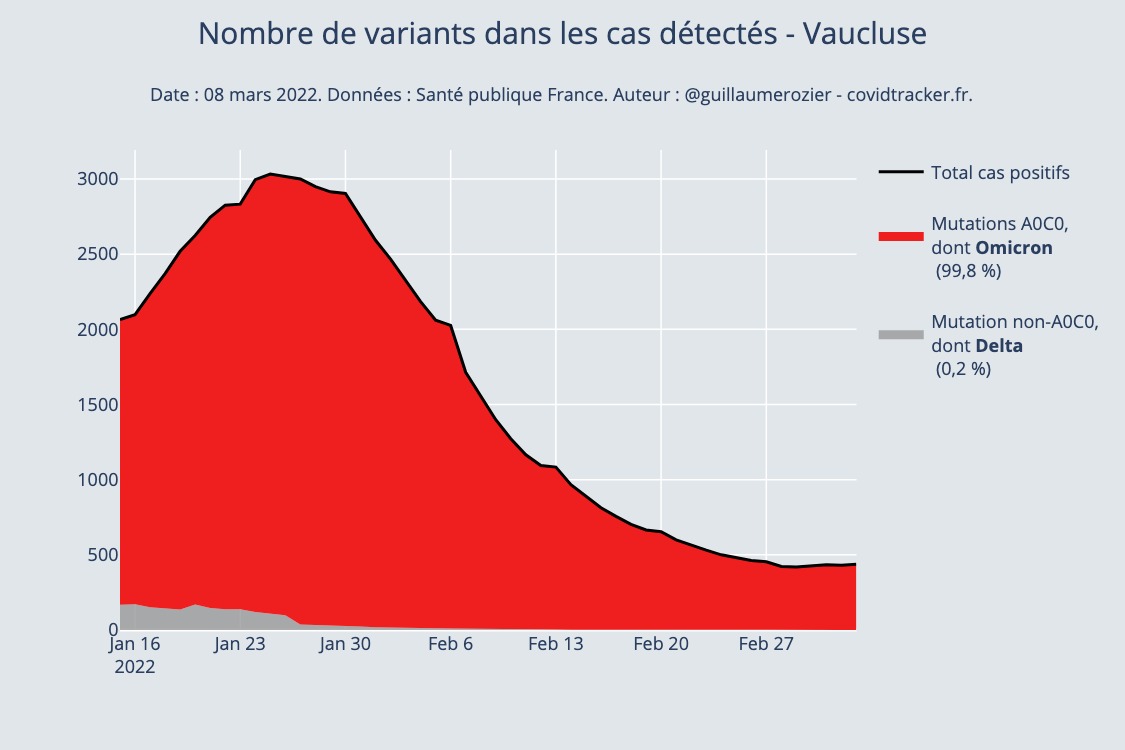 Nombre de variants dans les cas détectés - Vaucluse
Date : 08 mars 2022. Données : Santé publique France. Auteur : @guillaumerozier - covidtracker.fr.
3000
2500
2000
1500
1000
500
0
Jan 16
2022
Jan 23
Jan 30
Feb 6
Feb 13
Feb 20
Feb 27
Total cas positifs
Mutations A0C0,
dont Omicron
(99,8 %)
Mutation non-A0C0,
dont Delta
(0,2 %)